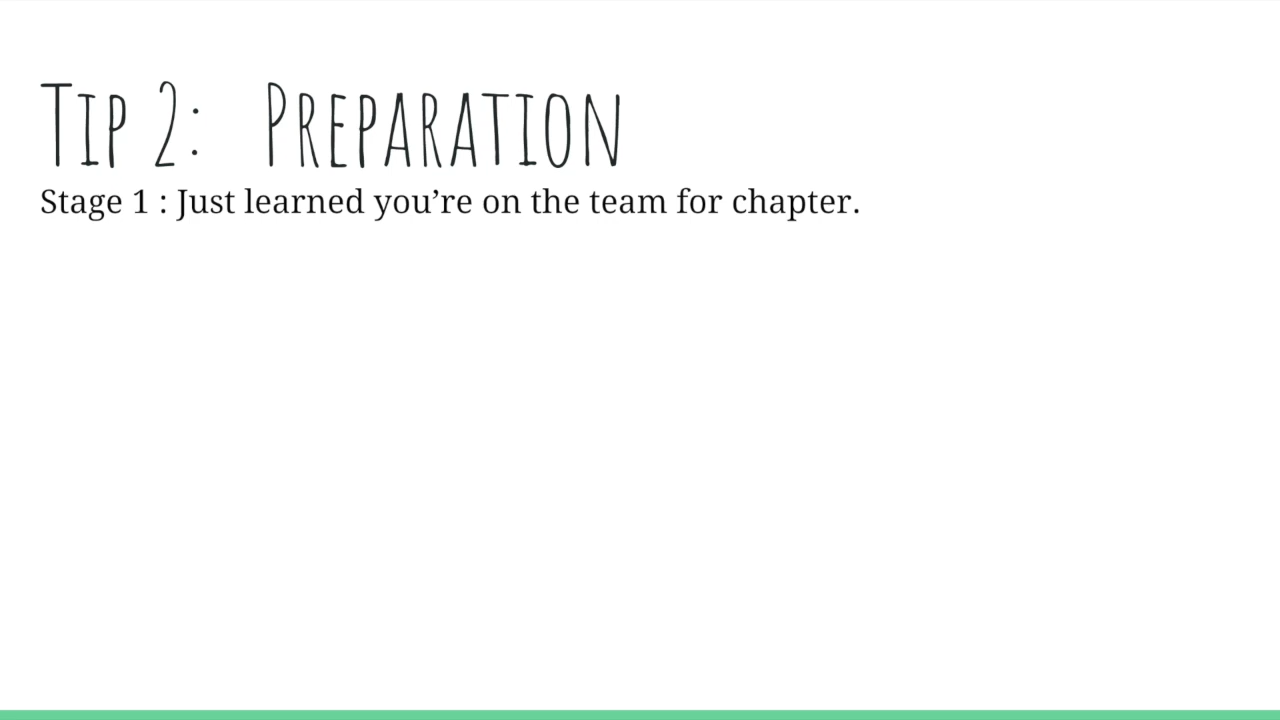 Tip 2: Preparation
Stage 1 : Just learned you’re on the team for chapter.